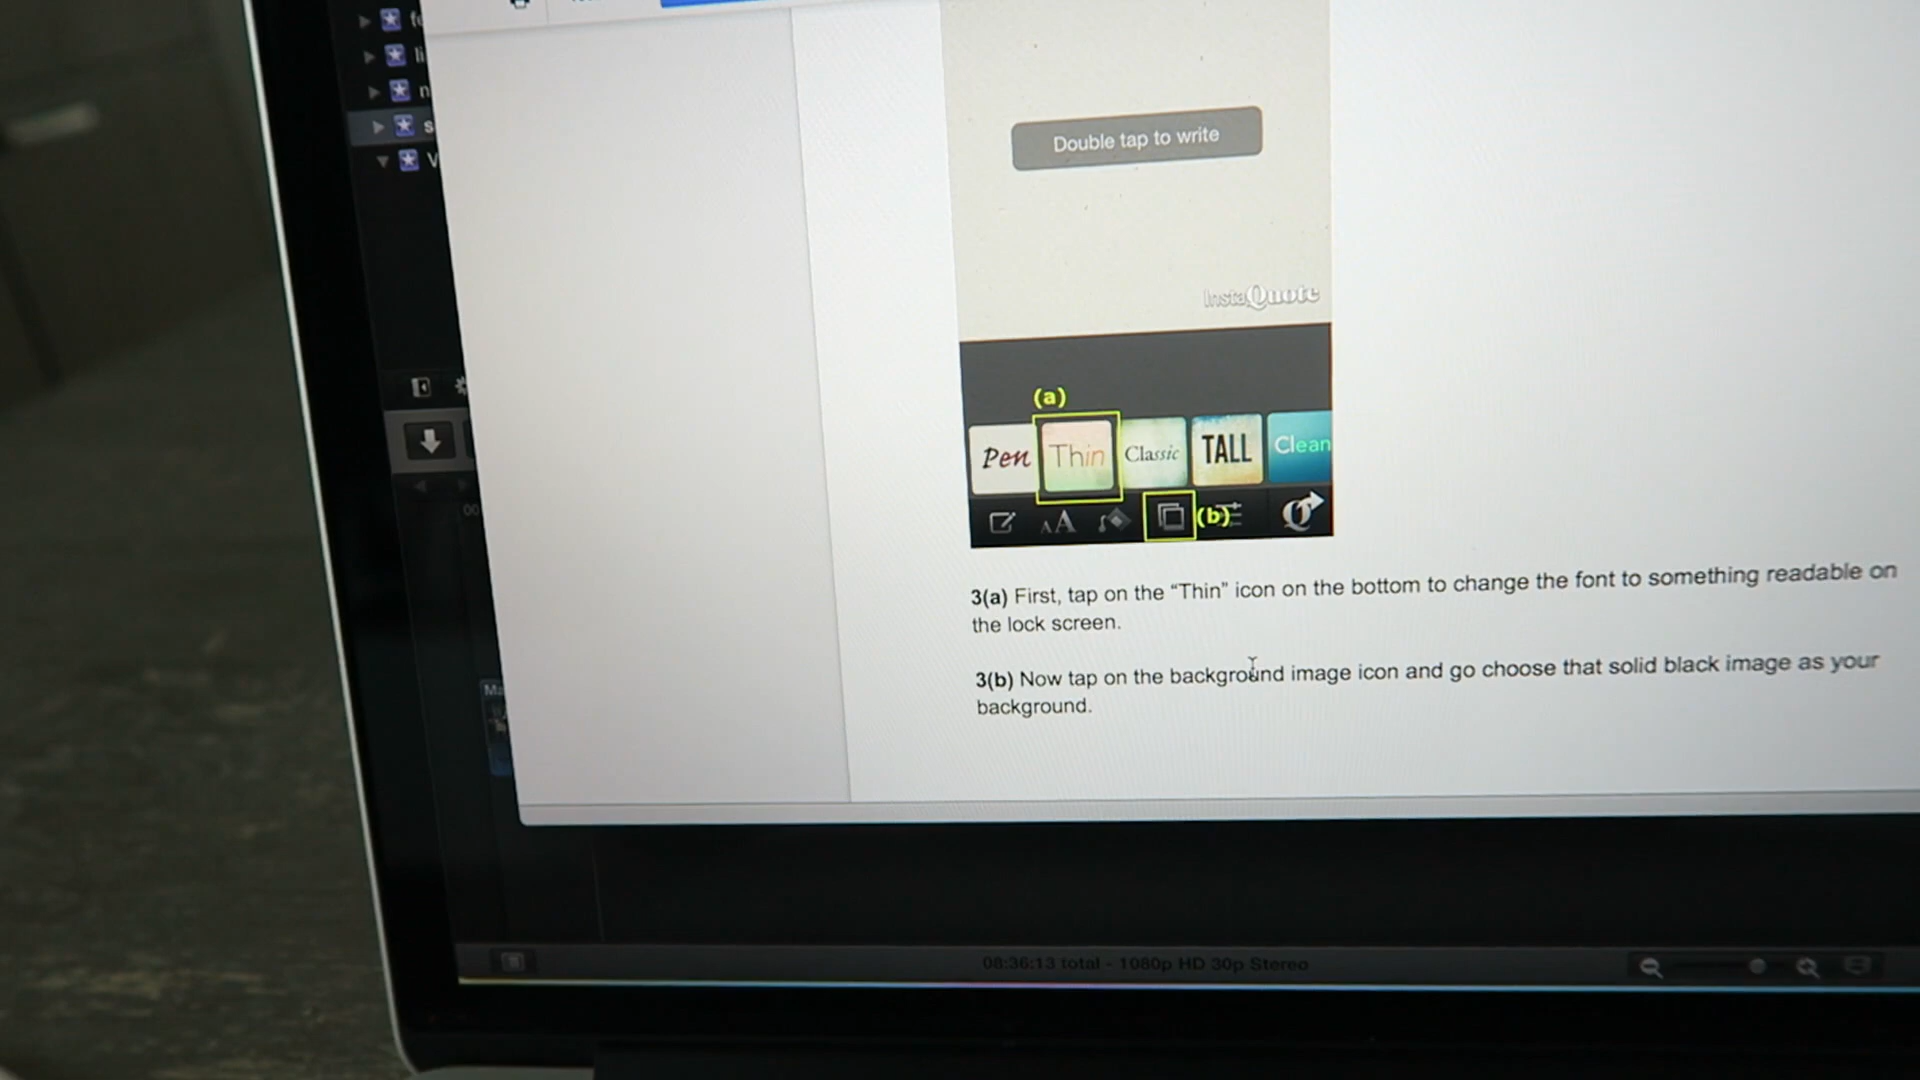 Double tap to write
InstaQuote
(a)
Pen Thin Classic TALL Clean
AA (b)
3(a) First, tap on the “Thin” icon on the bottom to change the font to something readable on
the lock screen.
3(b) Now tap on the background image icon and go choose that solid black image as your
background.
08:36:13 total - 1080p HD 30p Stereo